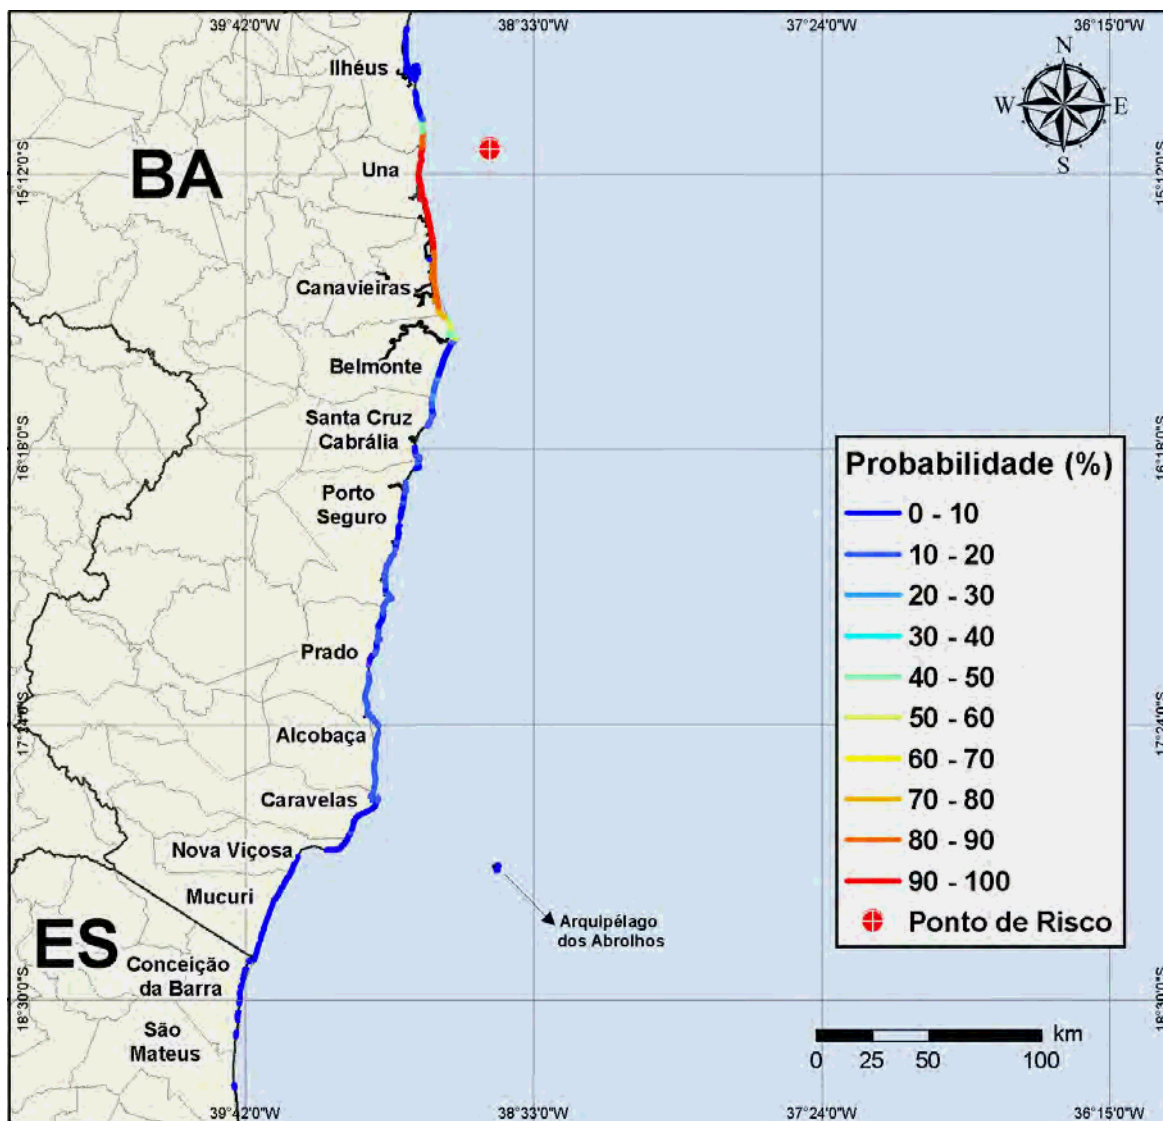 39°42'0"W
38°33'0"W
37°24'0"W
36°15'0"W
Ilhéus
N
W
E
S
BA
Una
15°12'0"S
15°12'0"S
Canavieiras
Belmonte
Santa Cruz
Cabrália
16°18'0"S
16°18'0"S
Porto
Seguro
Probabilidade (%)
0 - 10
10 - 20
20 - 30
30 - 40
40 - 50
50 - 60
60 - 70
70 - 80
80 - 90
90 - 100
Ponto de Risco
Prado
17°24'0"S
17°24'0"S
Alcobaça
Caravelas
Nova Viçosa
Mucuri
Arquipélago
dos Abrolhos
ES
Conceição
da Barra
18°30'0"S
18°30'0"S
São
Mateus
km
0 25 50 100
39°42'0"W
38°33'0"W
37°24'0"W
36°15'0"W